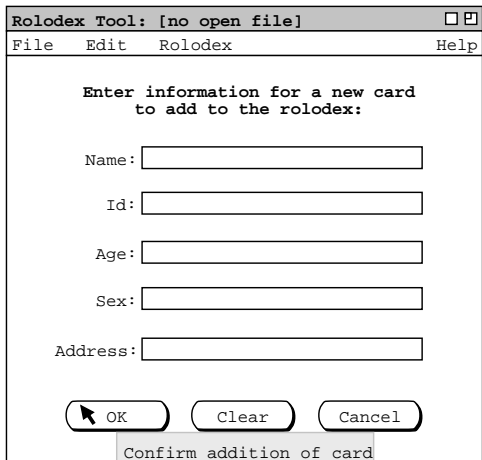 Rolodex Tool: [no open file]
File Edit Rolodex Help
Enter information for a new card
to add to the rolodex:
Name:
Id:
Age:
Sex:
Address:
OK Clear Cancel
Confirm addition of card